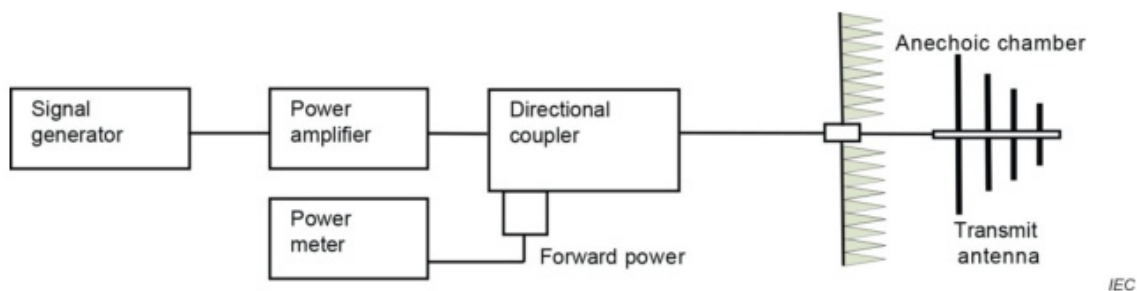 Signal
generator
Power
amplifier
Directional
coupler
Power
meter
Forward power
Anechoic chamber
Transmit
antenna
IEC